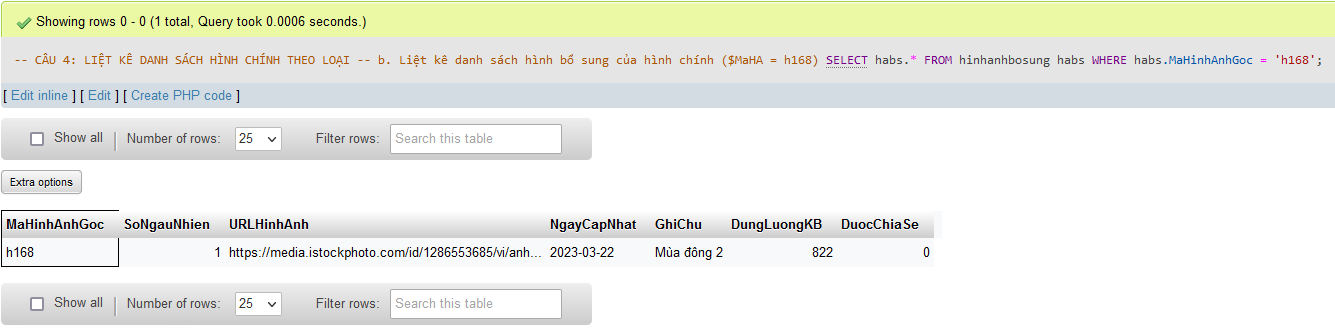 Showing rows 0 - 0 (1 total, Query took 0.0006 seconds.)
-- CÂU 4: LIỆT KÊ DANH SÁCH HÌNH CHÍNH THEO LOẠI -- b. Liệt kê danh sách hình bổ sung của hình chính ($MaHA = h168) SELECT habs.* FROM hinhanhbosung habs WHERE habs.MaHinhAnhGoc = 'h168';
[ Edit inline ] [ Edit ] [ Create PHP code ]
Show all Number of rows: 25 Filter rows: Search this table
Extra options
MaHinhAnhGoc SoNgauNhien URLHinhAnh NgayCapNhat GhiChu DungLuongKB DuocChiaSe
h168 1 https://media.istockphoto.com/id/1286553685/vi/anh... 2023-03-22 Mùa đông 2 822 0
Show all Number of rows: 25 Filter rows: Search this table